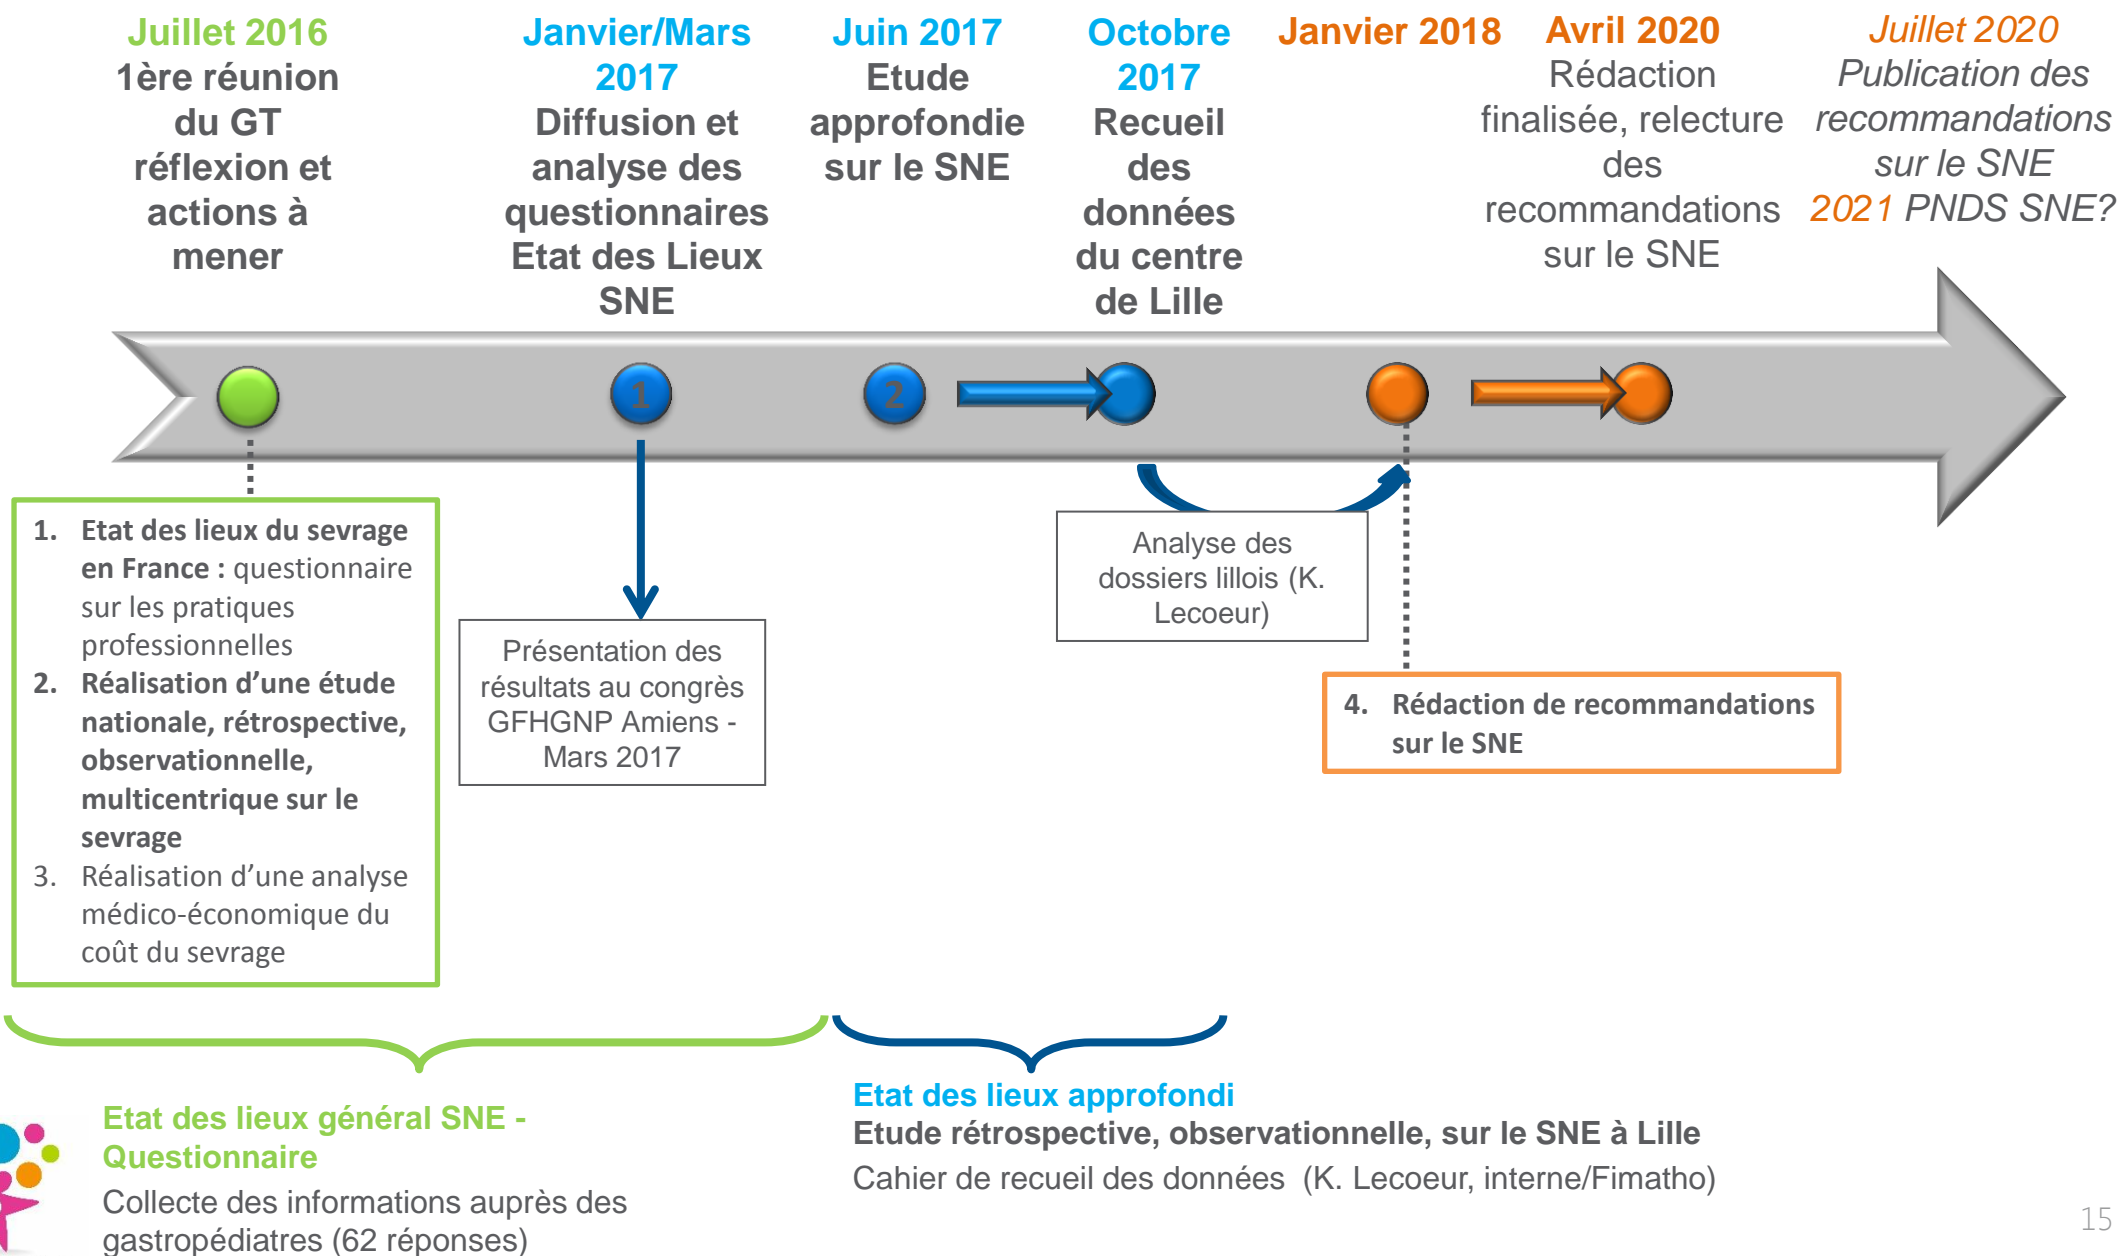 Juillet 2016
1ère réunion
du GT
réflexion et
actions à
mener
Janvier/Mars
2017
Diffusion et
analyse des
questionnaires
Etat des Lieux
SNE
Juin 2017
Etude
approfondie
sur le SNE
Octobre
2017
Recueil
des
données
du centre
de Lille
Janvier 2018
Avril 2020
Rédaction
finalisée, relecture
des
recommandations
sur le SNE
Juillet 2020
Publication des
recommandations
sur le SNE
2021 PNDS SNE?
1
2
1. Etat des lieux du sevrage
en France : questionnaire
sur les pratiques
professionnelles
2. Réalisation d’une étude
nationale, rétrospective,
observationnelle,
multicentrique sur le
sevrage
3. Réalisation d’une analyse
médico-économique du
coût du sevrage
Présentation des
résultats au congrès
GFHGNP Amiens -
Mars 2017
Analyse des
dossiers lillois (K.
Lecoeur)
4. Rédaction de recommandations
sur le SNE
Etat des lieux général SNE -
Questionnaire
Collecte des informations auprès des
gastropédiatres (62 réponses)
Etat des lieux approfondi
Etude rétrospective, observationnelle, sur le SNE à Lille
Cahier de recueil des données (K. Lecoeur, interne/Fimatho)
15